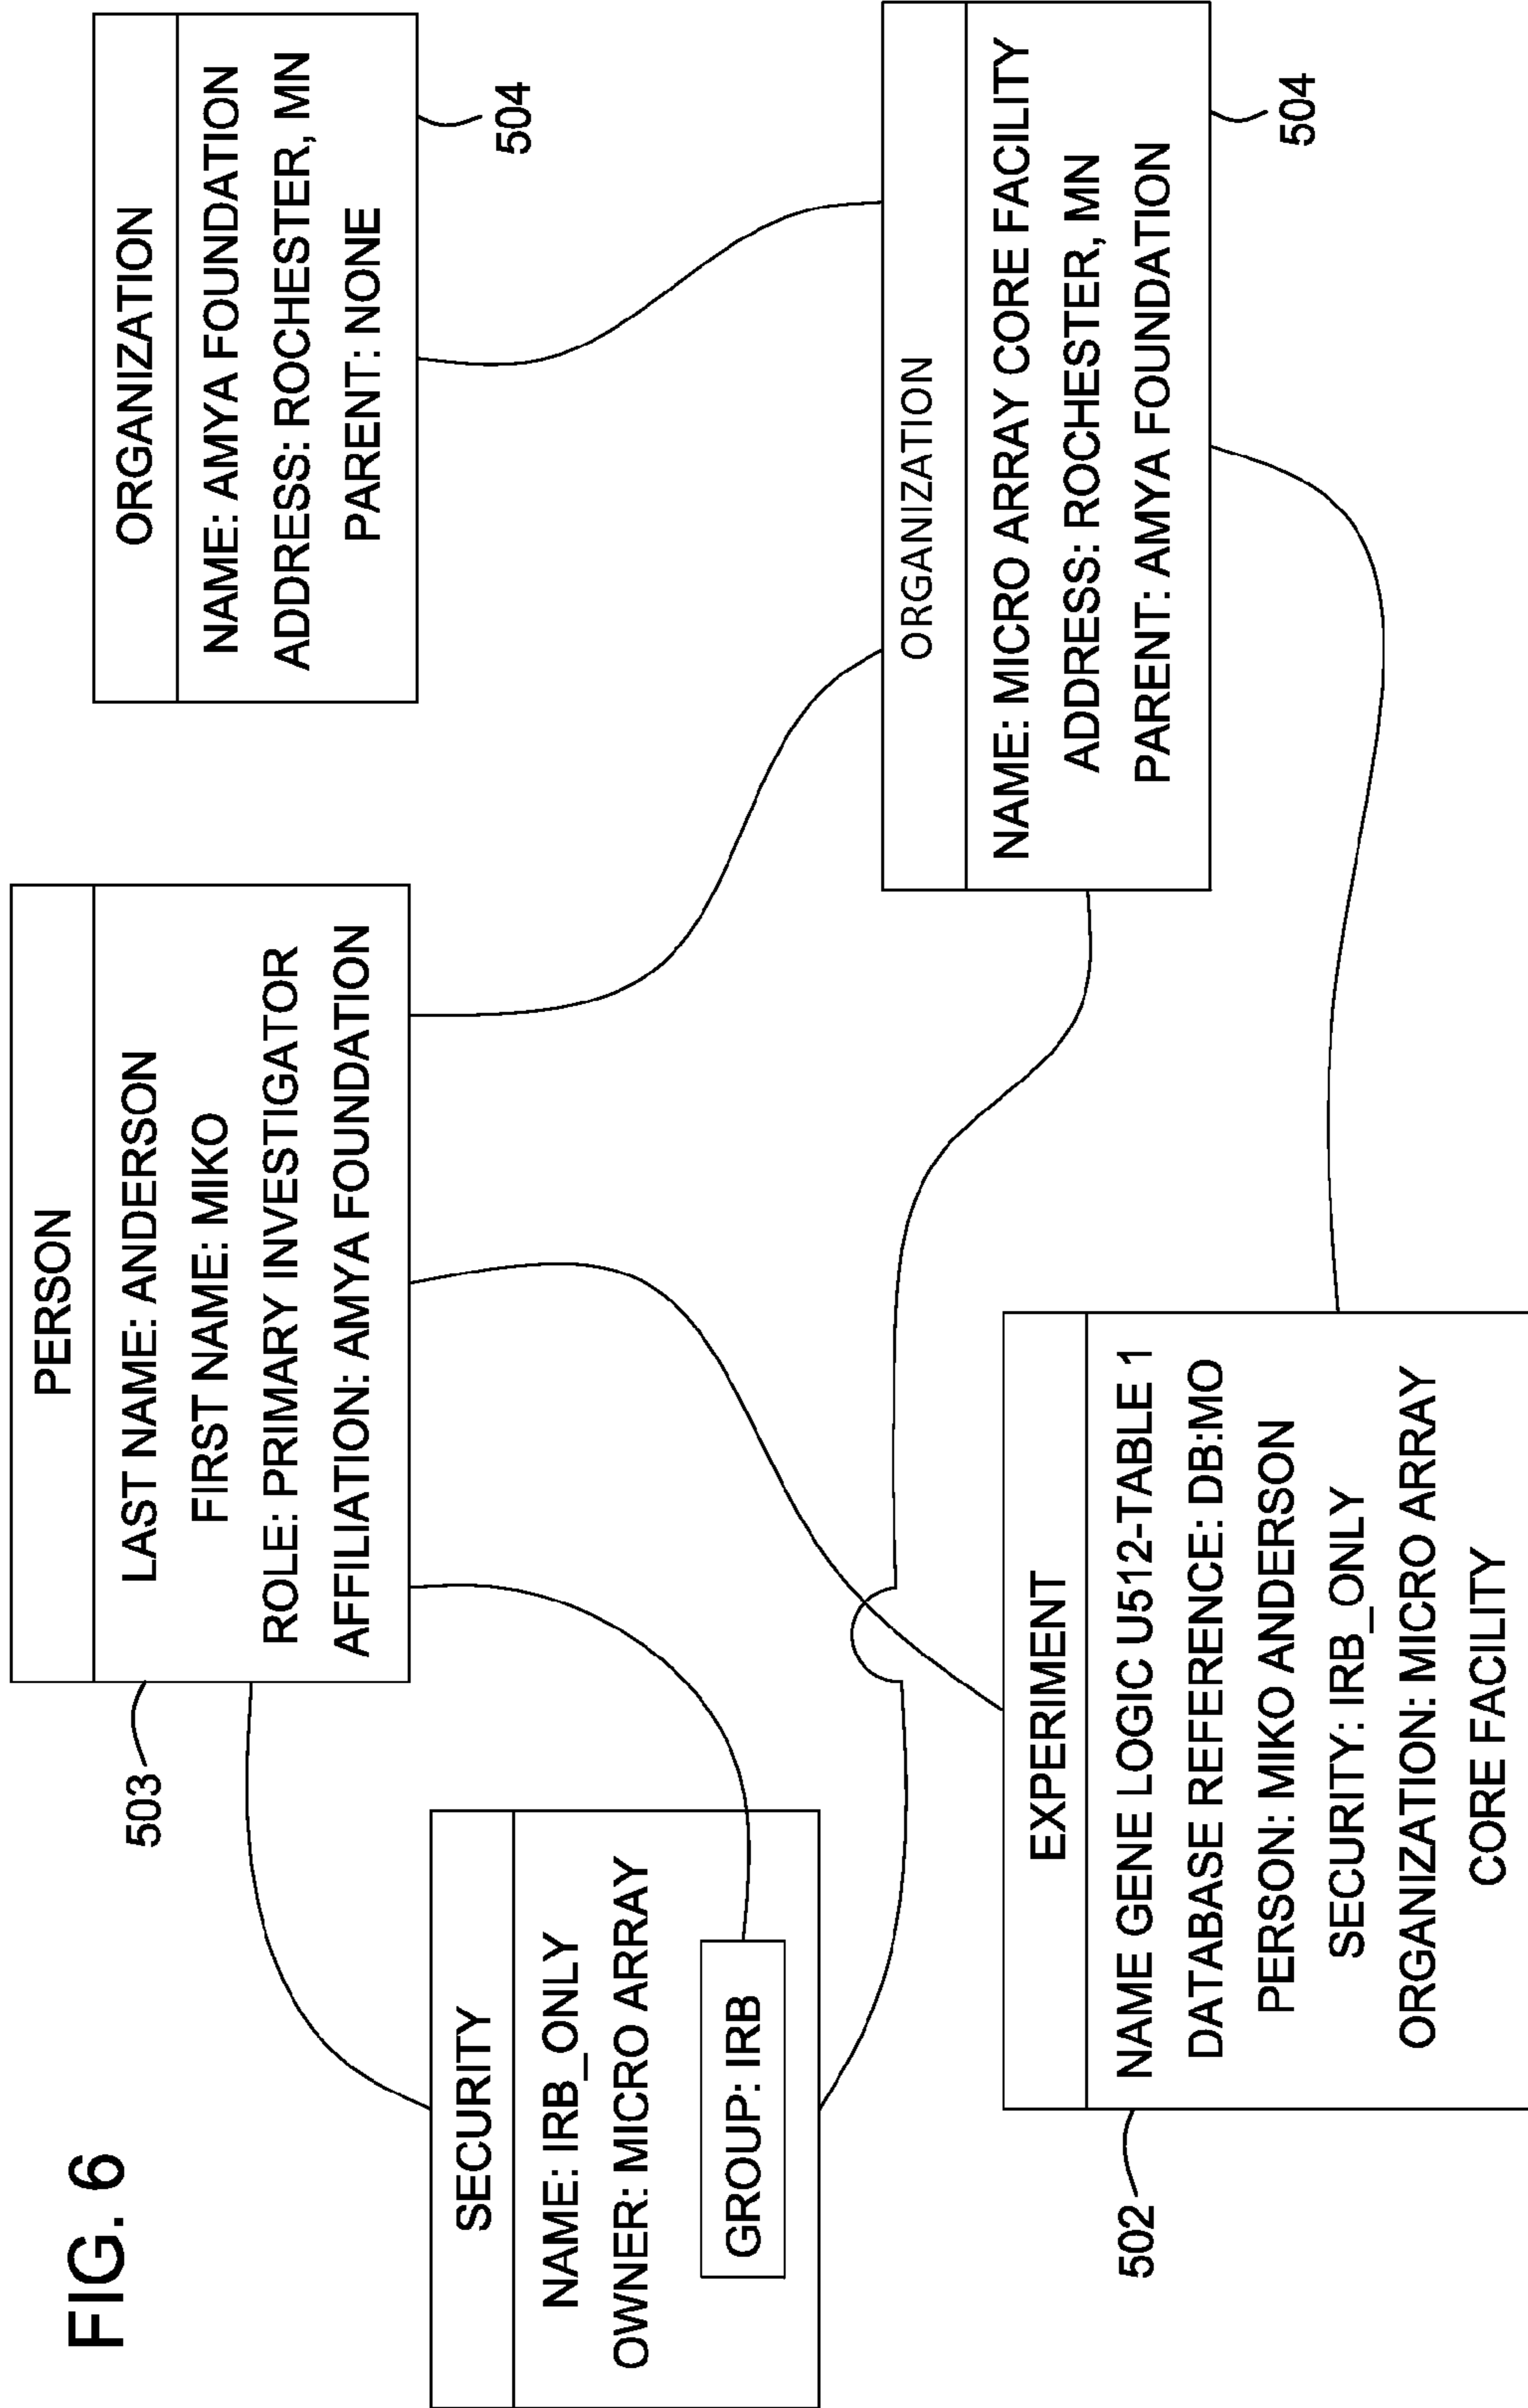 FIG. 6
PERSON
LAST NAME: ANDERSON
FIRST NAME: MIKO
ROLE: PRIMARY INVESTIGATOR
AFFILIATION: AMYA FOUNDATION
503
ORGANIZATION
NAME: AMYA FOUNDATION
ADDRESS: ROCHESTER, MN
PARENT: NONE
504
SECURITY
NAME: IRB_ONLY
OWNER: MICRO ARRAY
GROUP: IRB
ORGANIZATION
NAME: MICRO ARRAY CORE FACILITY
ADDRESS: ROCHESTER, MN
PARENT: AMYA FOUNDATION
504
EXPERIMENT
NAME GENE LOGIC U512-TABLE 1
DATABASE REFERENCE: DB:MO
PERSON: MIKO ANDERSON
SECURITY: IRB_ONLY
ORGANIZATION: MICRO ARRAY
CORE FACILITY
502